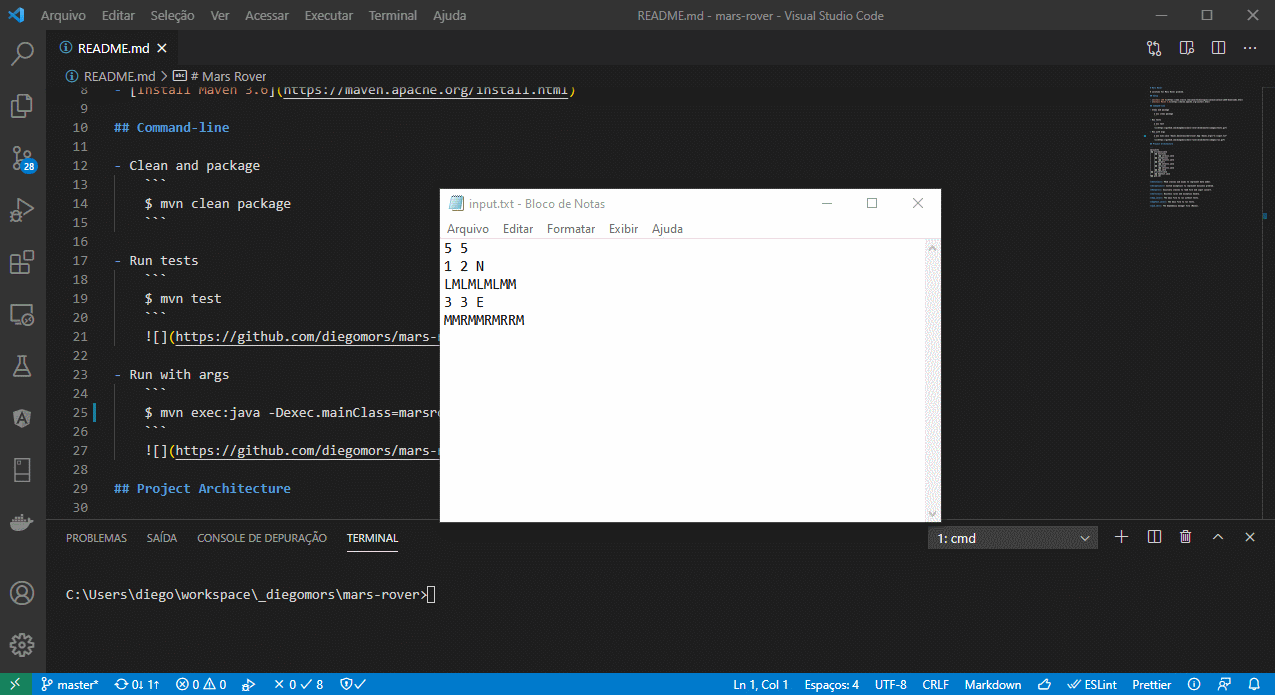 Arquivo Editar Seleção Ver Acessar Executar Terminal Ajuda README.md - mars-rover - Visual Studio Code
README.md
README.md > # Mars Rover
8 - [Install Maven 3.6](https://maven.apache.org/install.html)
9
10 ## Command-line
11
12 - Clean and package
13 ```
14 $ mvn clean package
15 ```
16
17 - Run tests
18 ```
19 $ mvn test
20 ```
21 ![](https://github.com/diegomors/mars-r
22
23 - Run with args
24 ```
25 $ mvn exec:java -Dexec.mainClass=marsro
26 ```
27 ![](https://github.com/diegomors/mars-r
28
29 ## Project Architecture
30
input.txt - Bloco de Notas
Arquivo Editar Formatar Exibir Ajuda
5 5
1 2 N
LMLMLMLMM
3 3 E
MMRMMRMRRM
28
PROBLEMAS SAÍDA CONSOLE DE DEPURAÇÃO TERMINAL 1: cmd
C:\Users\diego\workspace\_diegomors\mars-rover>
master* 0↓ 1↑ 0 0 0 8 Ln 1, Col 1 Espaços: 4 UTF-8 CRLF Markdown ESLint Prettier